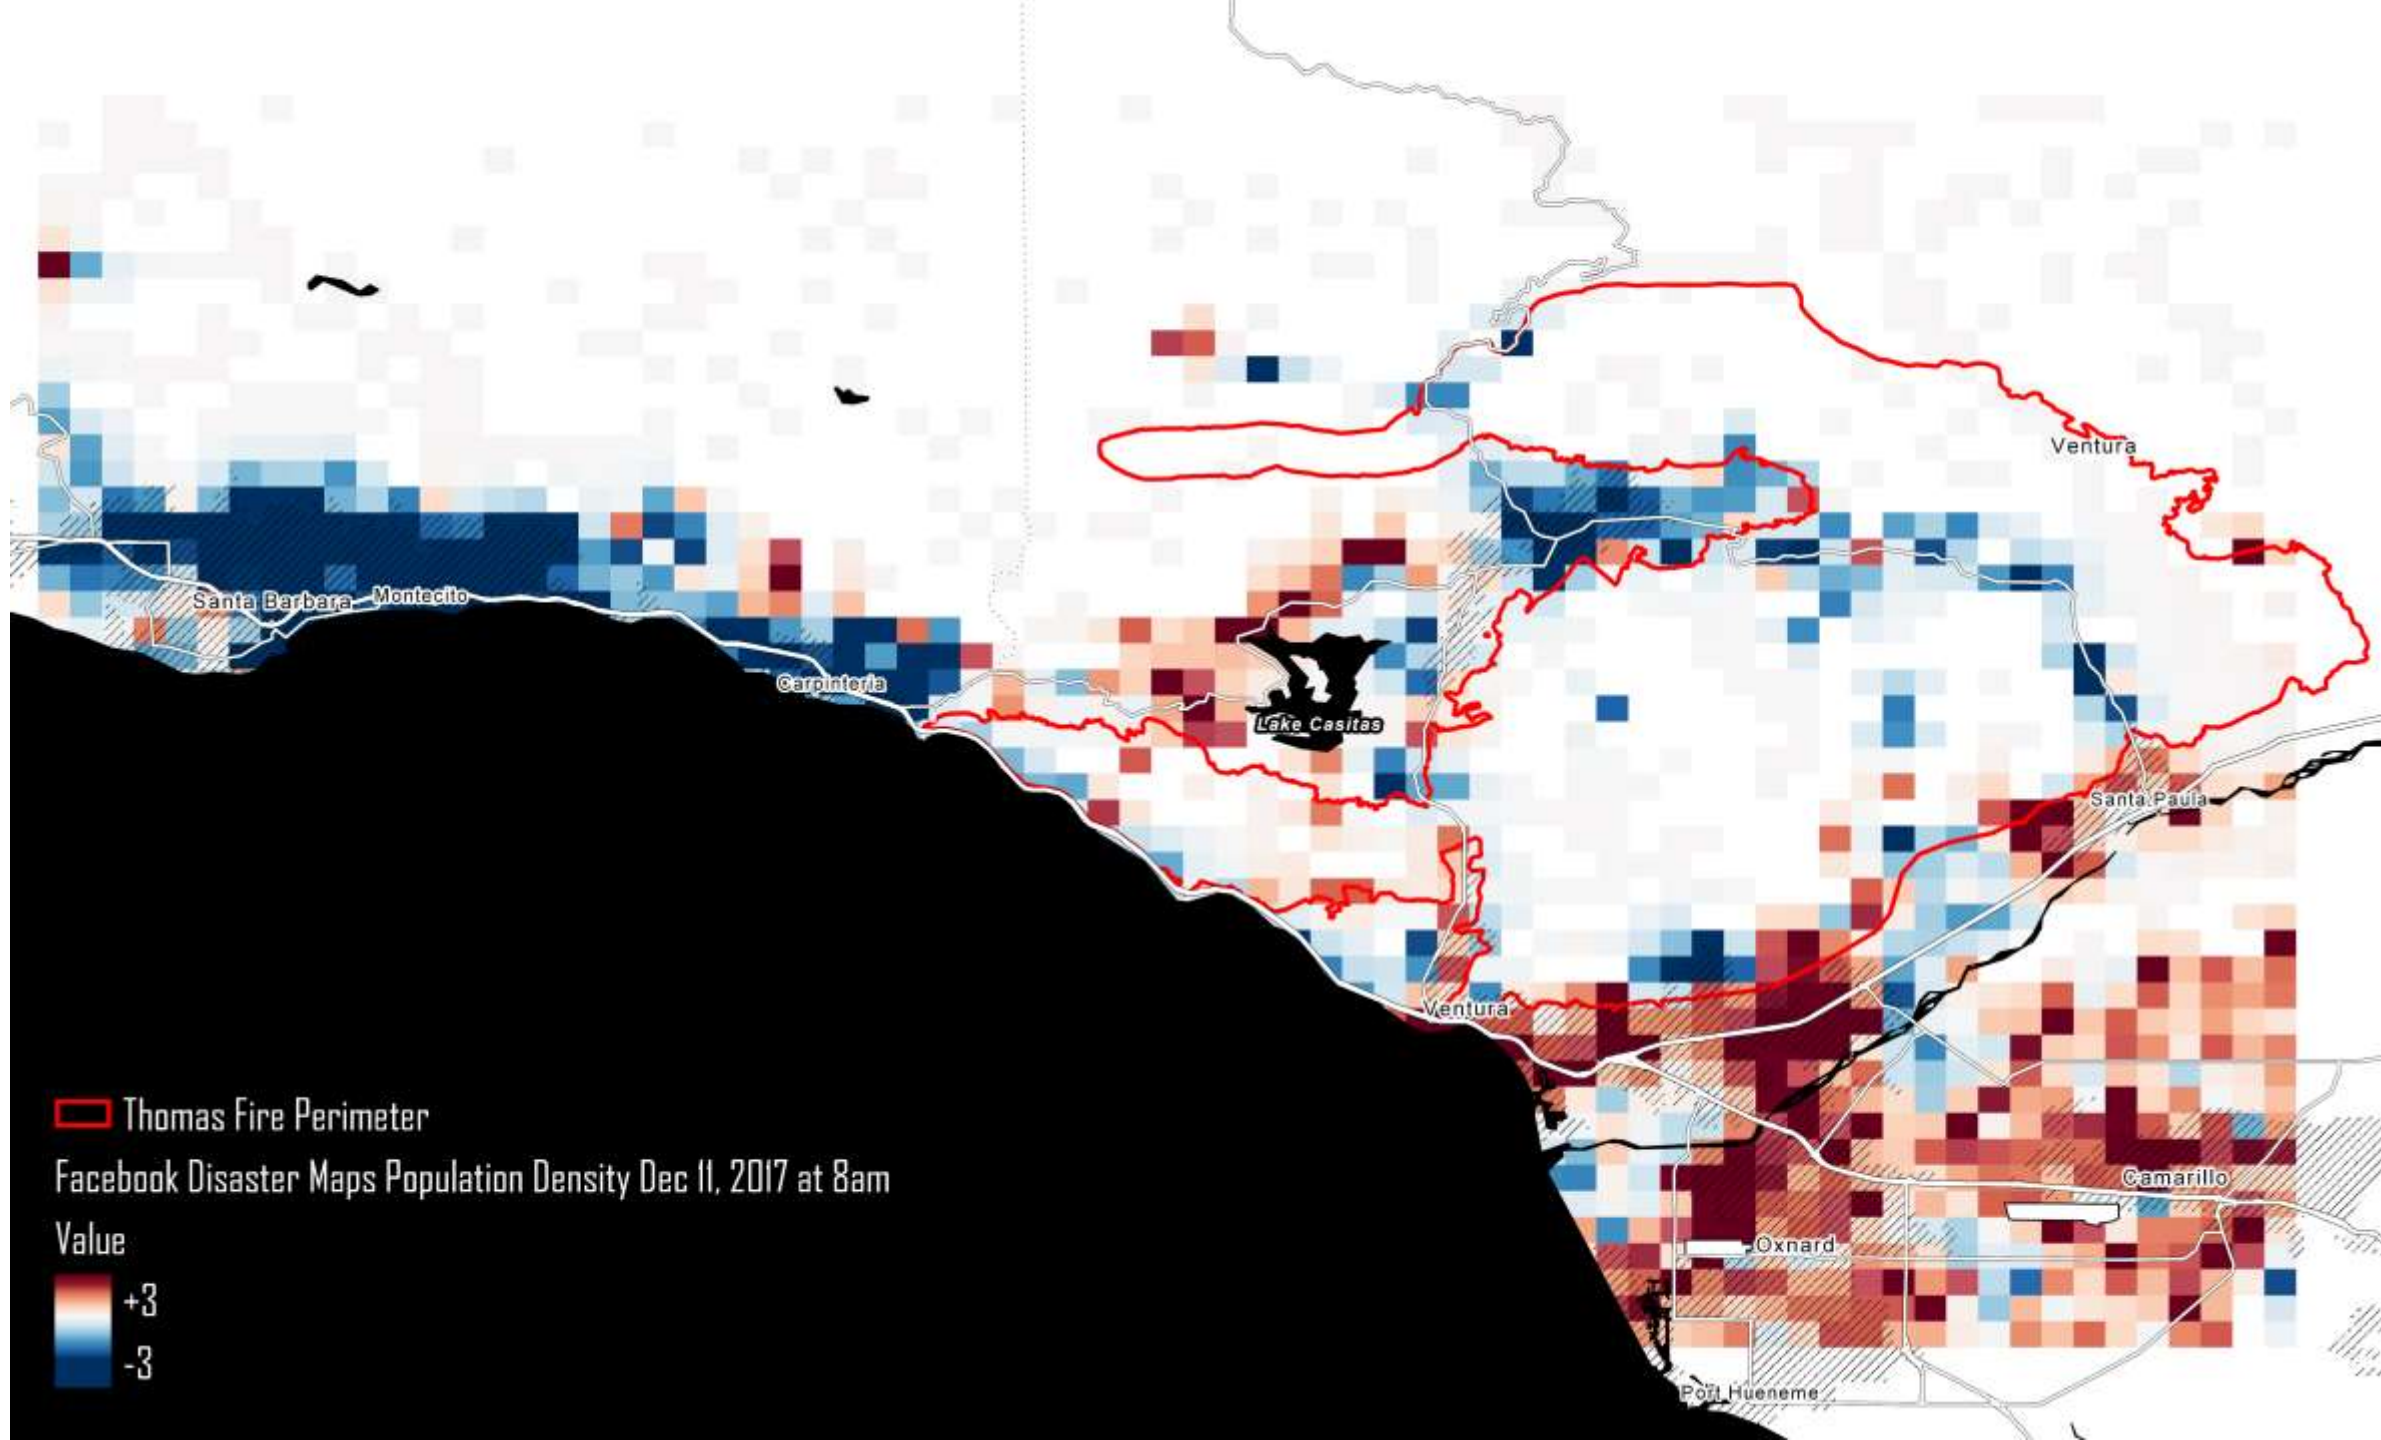 Ventura
Santa Barbara
Montecito
Carpinteria
Lake Casitas
Santa Paula
Ventura
Thomas Fire Perimeter
Facebook Disaster Maps Population Density Dec 11, 2017 at 8am
Camarillo
Value
Oxnard
+3
-3
Port Hueneme